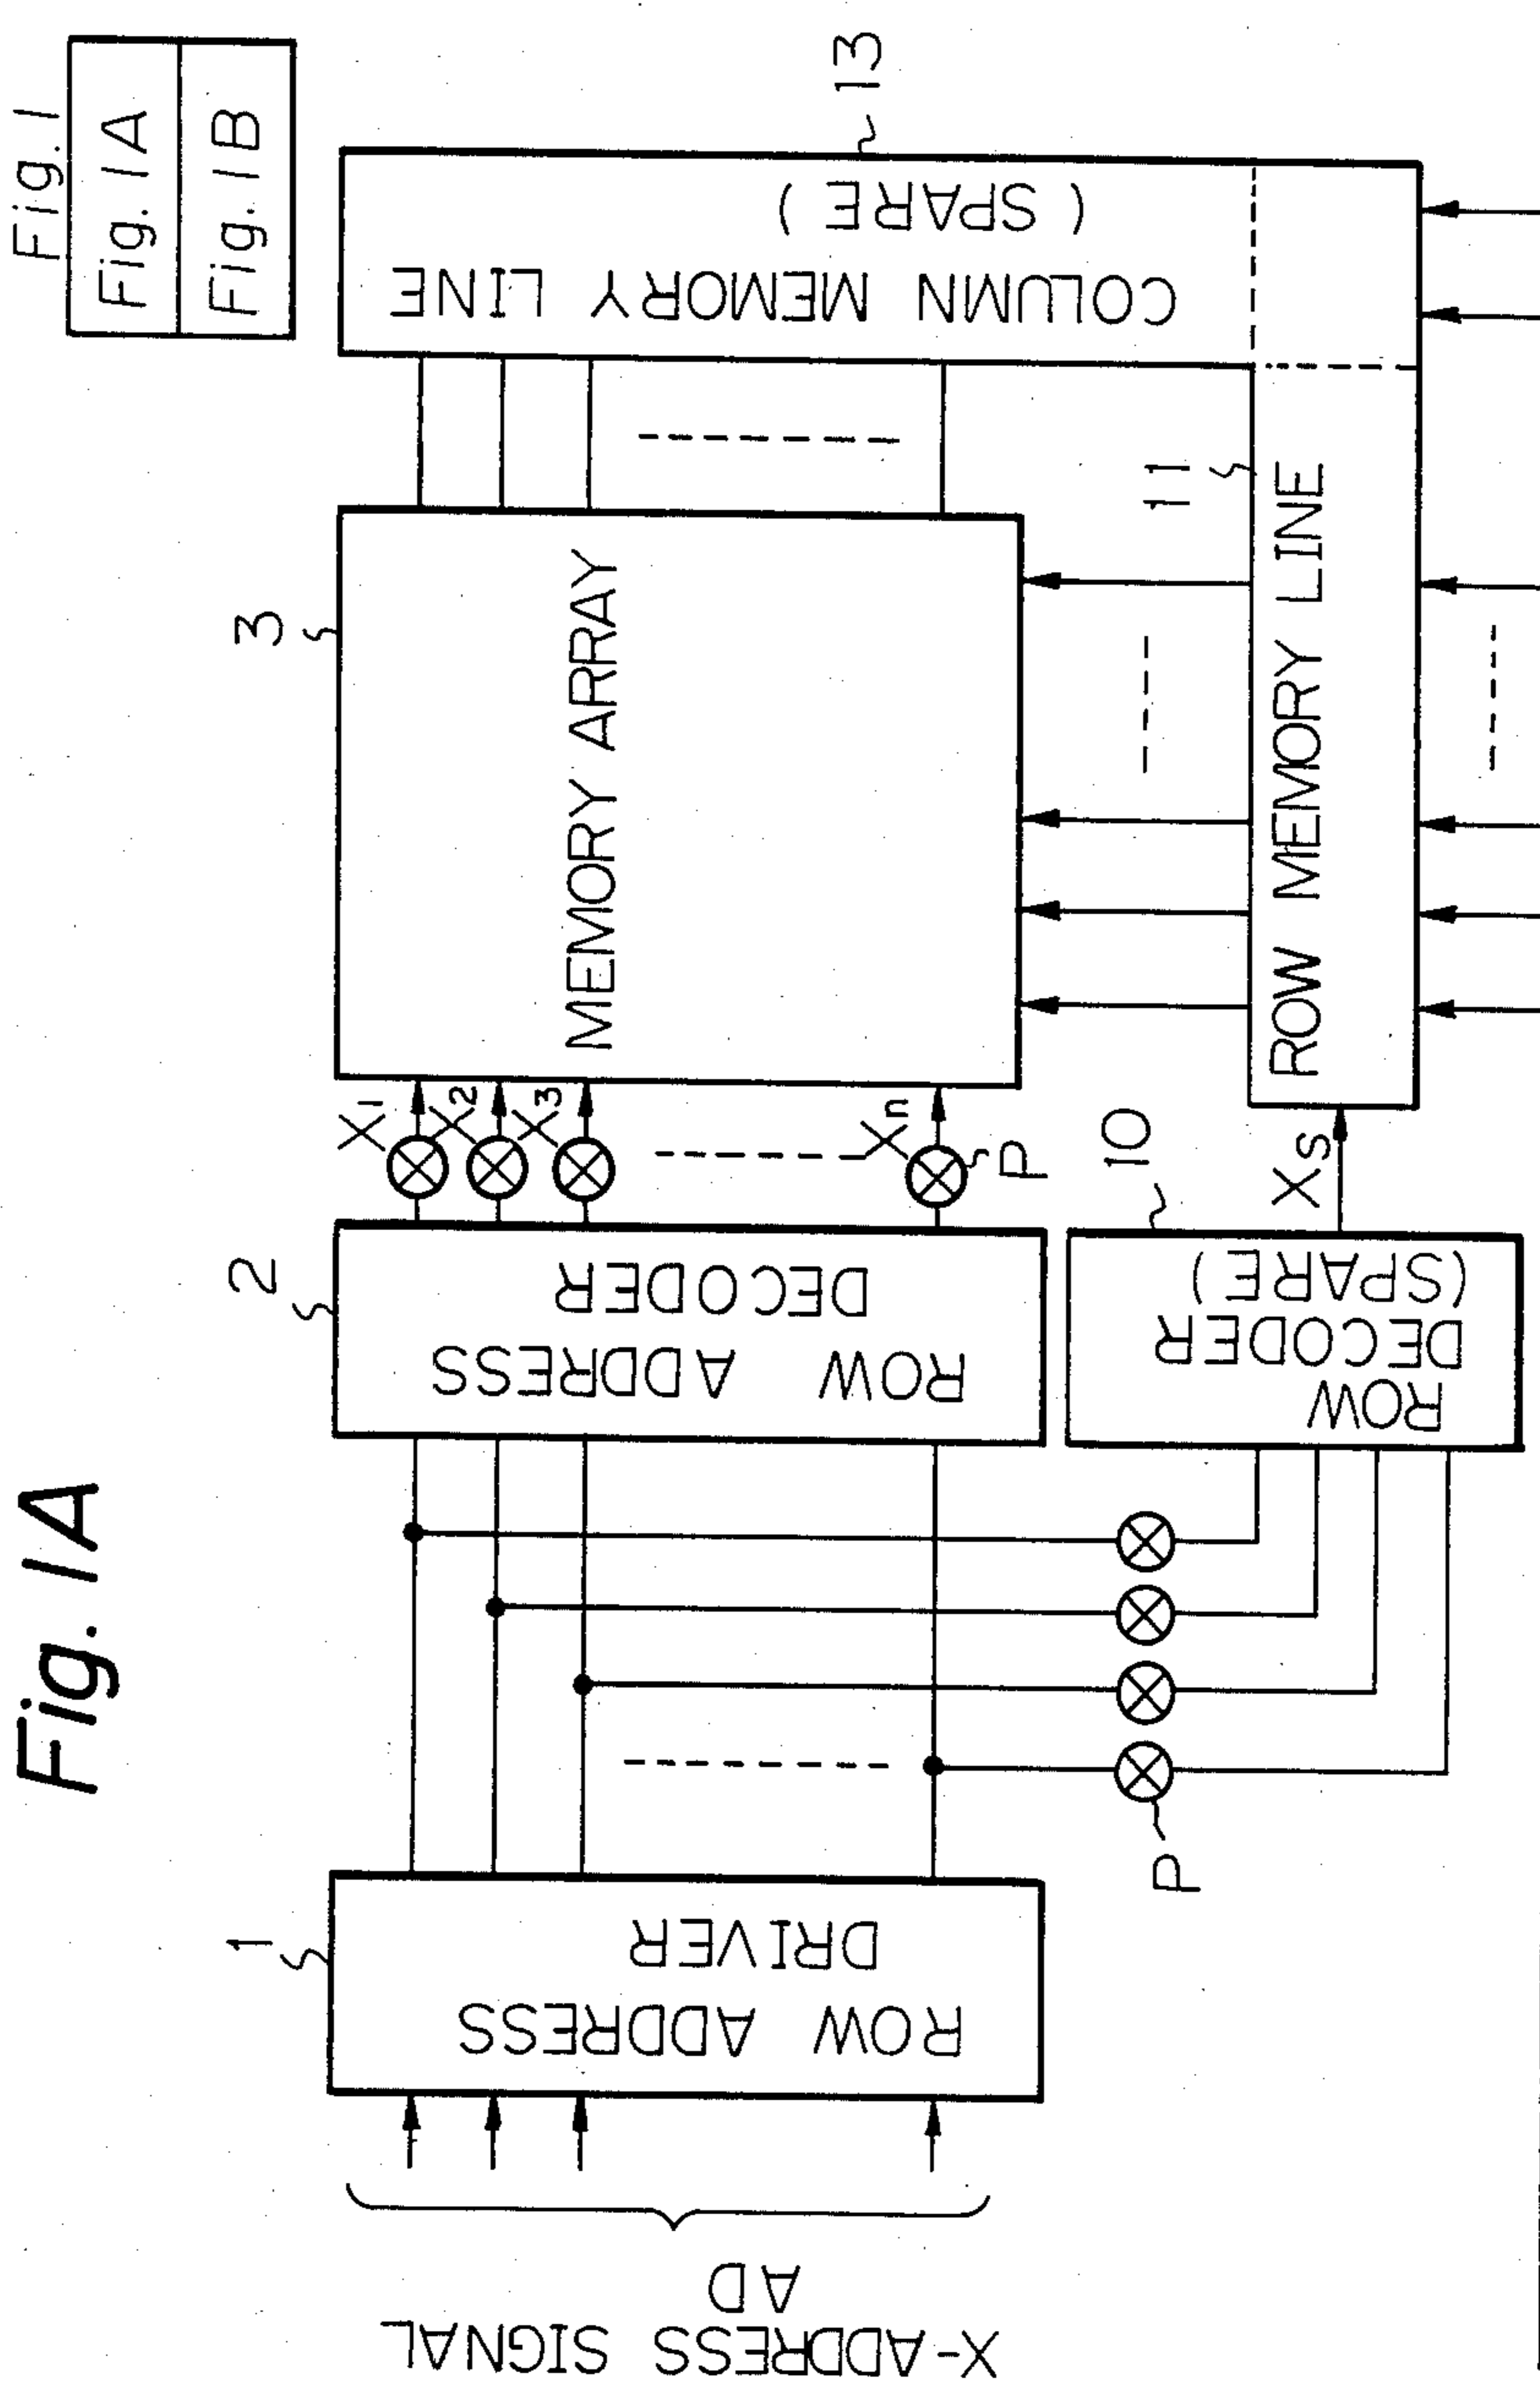 Fig. 1A
Fig. 1
Fig. 1A
Fig. 1B
X-ADDRESS SIGNAL
AD
1
ROW ADDRESS
DRIVER
P
2
ROW ADDRESS
DECODER
X1
X2
X3
Xn
P
10
ROW
DECODER
(SPARE)
XS
3
MEMORY ARRAY
11
ROW MEMORY LINE
13
COLUMN MEMORY LINE
(SPARE)